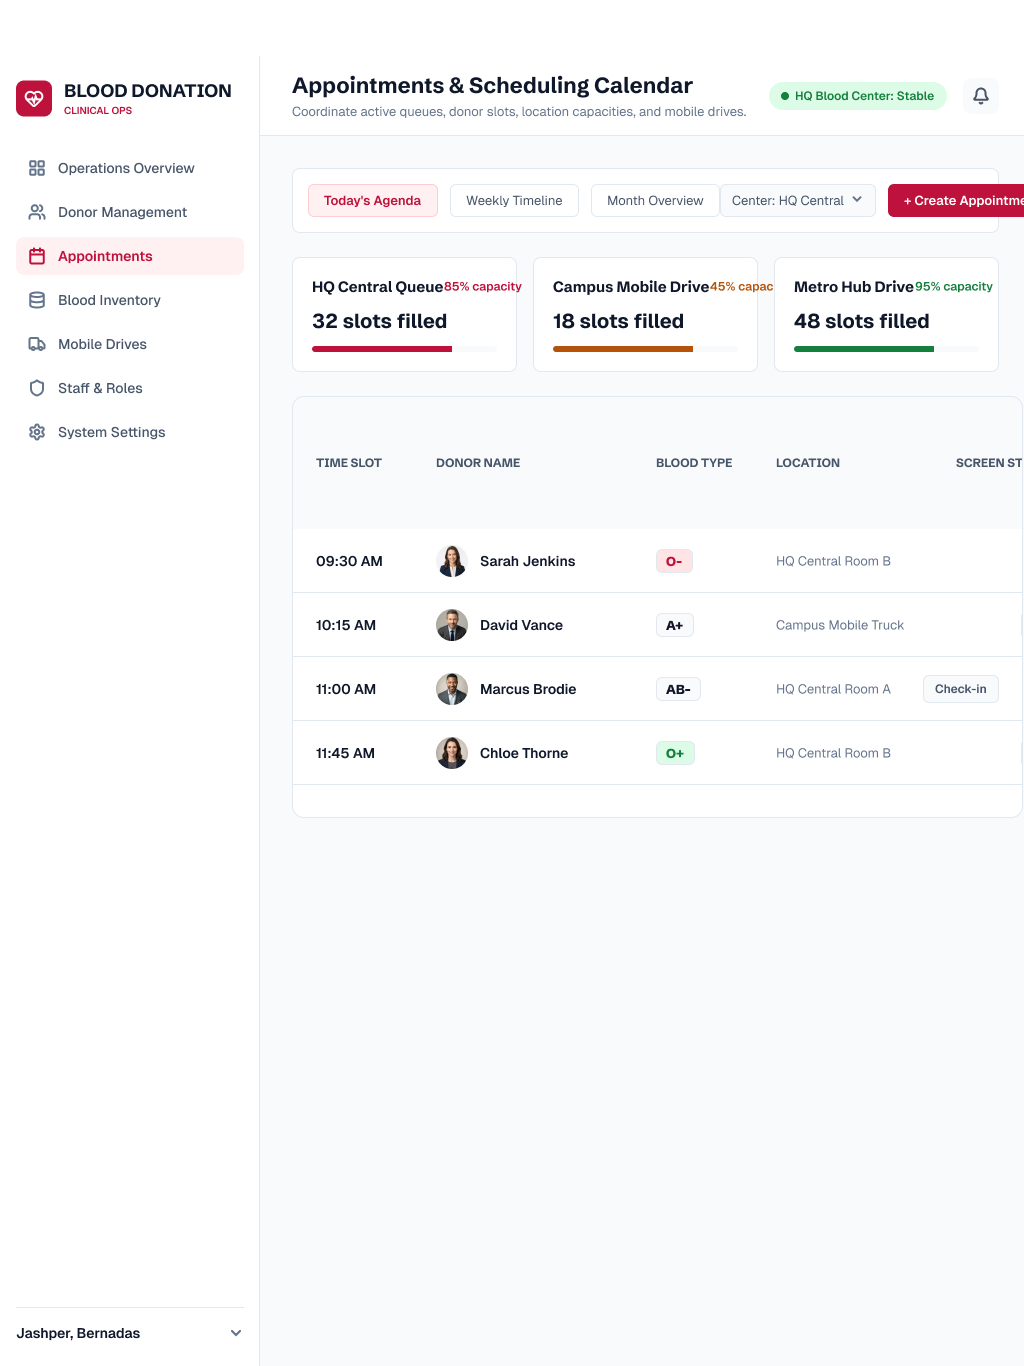 BLOOD DONATION
CLINICAL OPS
Operations Overview
Donor Management
Appointments
Blood Inventory
Mobile Drives
Staff & Roles
System Settings
Jashper, Bernadas
Appointments & Scheduling Calendar
Coordinate active queues, donor slots, location capacities, and mobile drives.
HQ Blood Center: Stable
Today's Agenda
Weekly Timeline
Month Overview
Center: HQ Central
+ Create Appointme
HQ Central Queue 85% capacity
32 slots filled
Campus Mobile Drive 45% capac
18 slots filled
Metro Hub Drive 95% capacity
48 slots filled
TIME SLOT DONOR NAME BLOOD TYPE LOCATION SCREEN ST
09:30 AM Sarah Jenkins O- HQ Central Room B
10:15 AM David Vance A+ Campus Mobile Truck
11:00 AM Marcus Brodie AB- HQ Central Room A Check-in
11:45 AM Chloe Thorne O+ HQ Central Room B